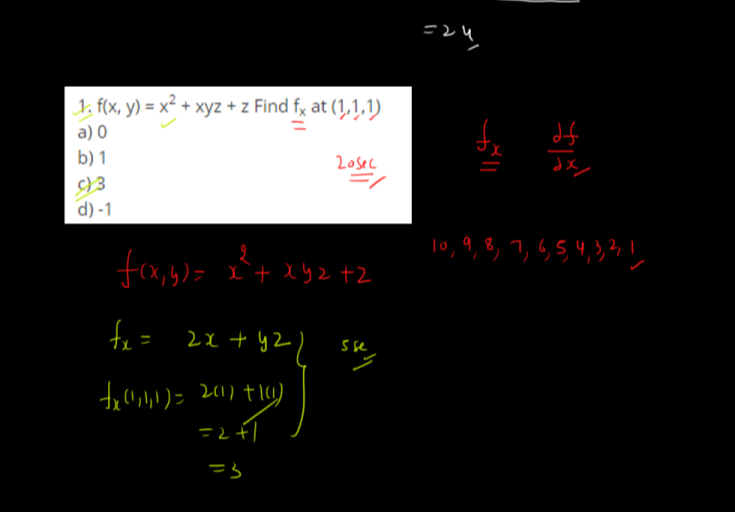 = 24
1. f(x, y) = x² + xyz + z Find fₓ at (1,1,1)
a) 0
b) 1
c) 3
d) -1
20sec
fₓ df/dx
10, 9, 8, 7, 6, 5, 4, 3, 2, 1
f(x,y) = x² + xyz + z
fₓ = 2x + yz
5 sec
fₓ(1,1,1) = 2(1) + 1(1)
= 2 + 1
= 3